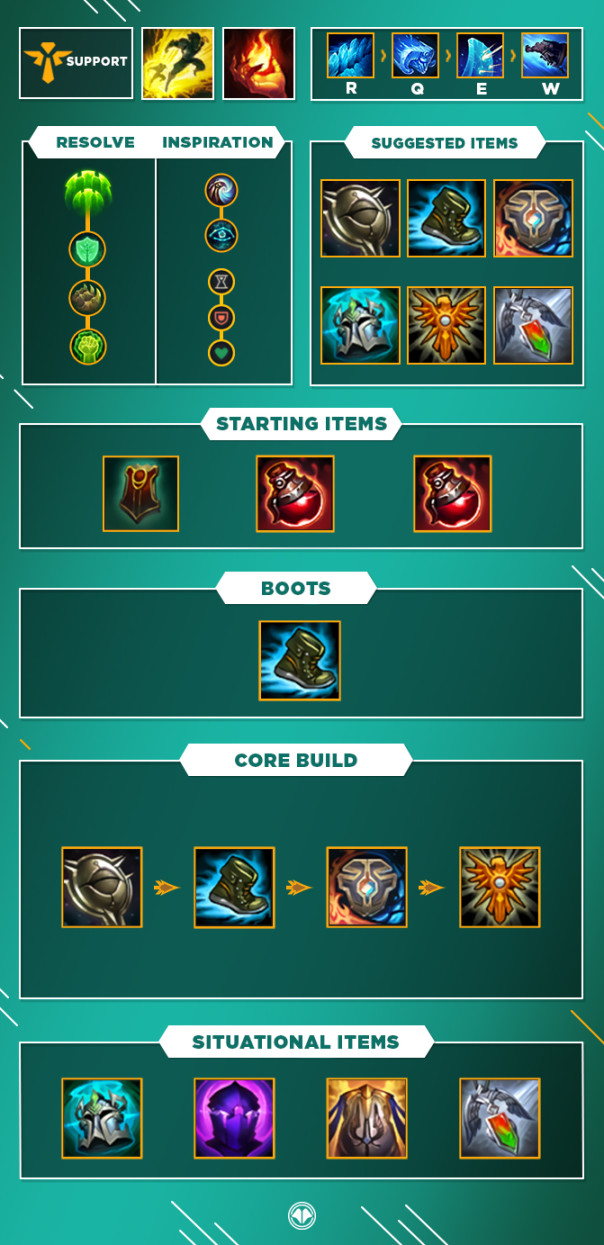 SUPPORT
R Q E W
RESOLVE INSPIRATION
SUGGESTED ITEMS
STARTING ITEMS
BOOTS
CORE BUILD
SITUATIONAL ITEMS